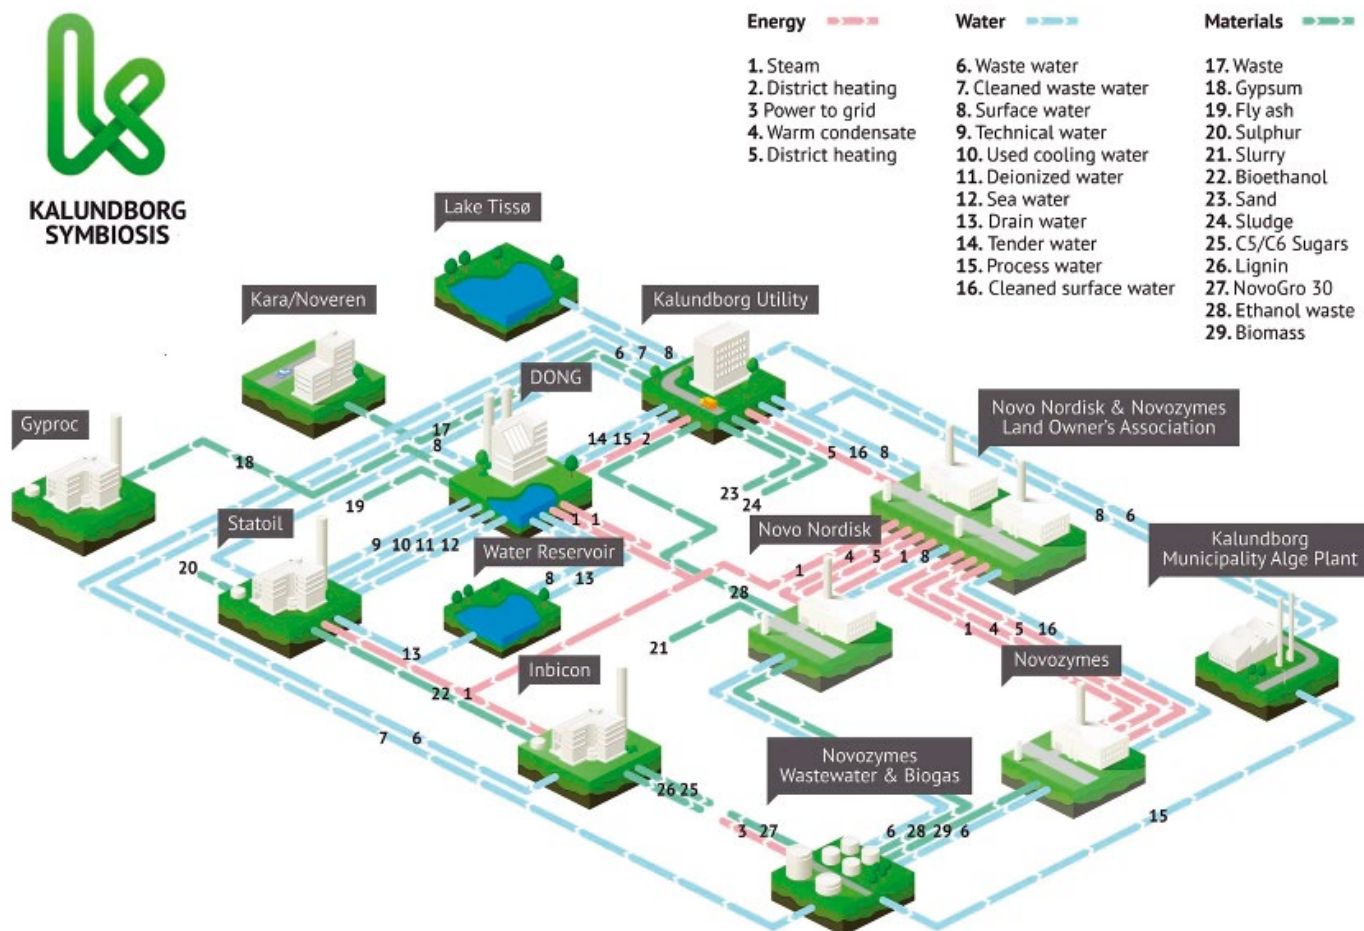 KALUNDBORG
SYMBIOSIS
Energy
1. Steam
2. District heating
3 Power to grid
4. Warm condensate
5. District heating
Water
6. Waste water
7. Cleaned waste water
8. Surface water
9. Technical water
10. Used cooling water
11. Deionized water
12. Sea water
13. Drain water
14. Tender water
15. Process water
16. Cleaned surface water
Materials
17. Waste
18. Gypsum
19. Fly ash
20. Sulphur
21. Slurry
22. Bioethanol
23. Sand
24. Sludge
25. C5/C6 Sugars
26. Lignin
27. NovoGro 30
28. Ethanol waste
29. Biomass
Lake Tissø
Kara/Noveren
Kalundborg Utility
6 7 8
DONG
Gyproc
Novo Nordisk & Novozymes
Land Owner's Association
17
8
14 15 2
5 16 8
18
19
23
24
Statoil
1 1
Novo Nordisk
8 6
9 10 11 12
Water Reservoir
Kalundborg
Municipality Alge Plant
20
8 13
1 4 5 1 8
28
21
13
1 4 5 16
Inbicon
Novozymes
22 1
7 6
Novozymes
Wastewater & Biogas
26 25
3 27
6 28 29 6
15